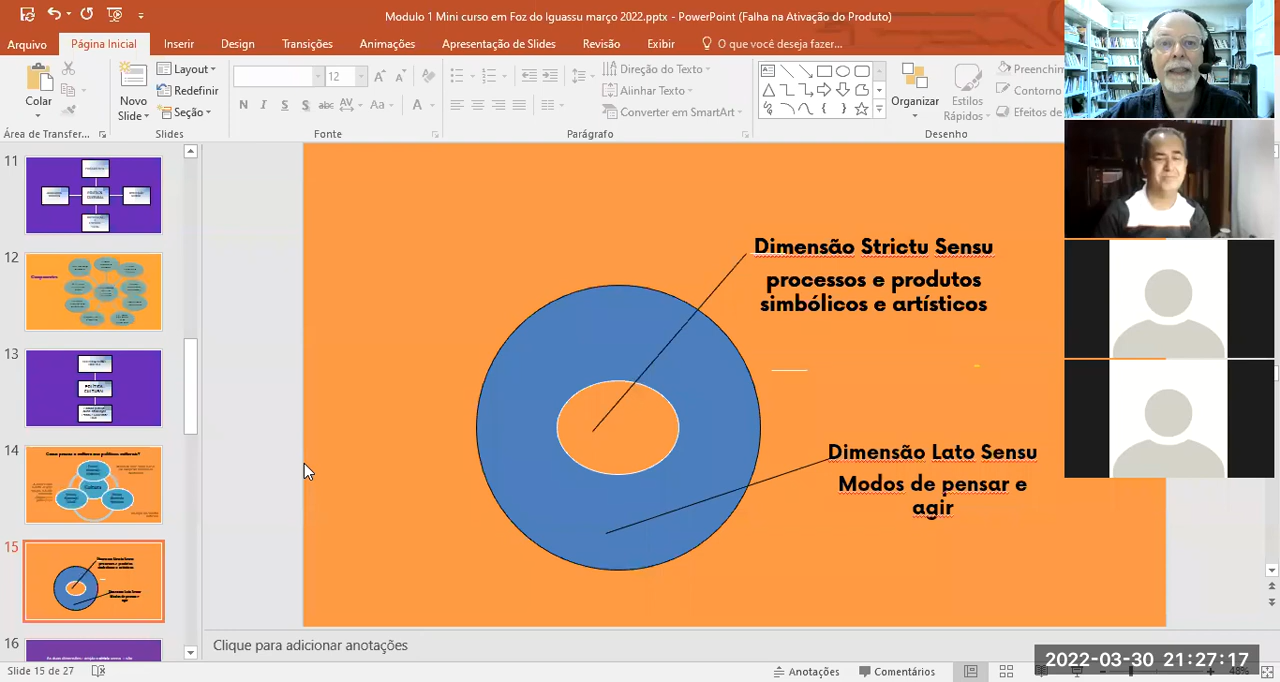 Modulo 1 Mini curso em Foz do Iguassu março 2022.pptx - PowerPoint (Falha na Ativação do Produto)
Arquivo Página Inicial Inserir Design Transições Animações Apresentação de Slides Revisão Exibir O que você deseja fazer...
Colar
Novo
Slide
Layout
Redefinir
Seção
12
N I S S abc AV Aa A
Direção do Texto
Alinhar Texto
Converter em SmartArt
Organizar
Estilos
Rápidos
Preenchim
Contorno
Efeitos de
Área de Transfer... Slides Fonte Parágrafo Desenho
11
12
13
14
15
16
Dimensão Strictu Sensu
processos e produtos
simbólicos e artísticos
Dimensão Lato Sensu
Modos de pensar e
agir
Clique para adicionar anotações
Slide 15 de 27
Anotações Comentários
2022-03-30 21:27:17